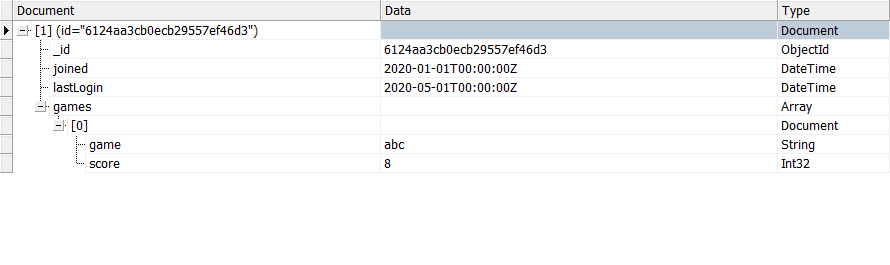 Document Data Type
[1] (id="6124aa3cb0ecb29557ef46d3") Document
_id 6124aa3cb0ecb29557ef46d3 ObjectId
joined 2020-01-01T00:00:00Z DateTime
lastLogin 2020-05-01T00:00:00Z DateTime
games Array
[0] Document
game abc String
score 8 Int32